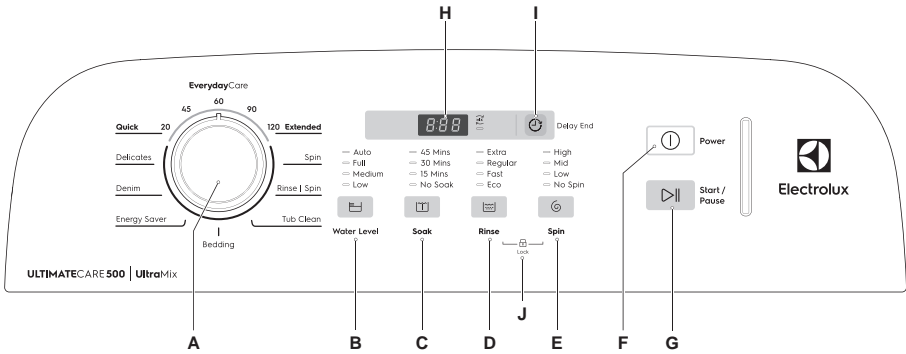 H I
EverydayCare
60
45 90
Quick 20 120 Extended
8:88 Delay End
Delicates Spin
Denim Rinse | Spin
Energy Saver Tub Clean
Bedding
Auto 45 Mins Extra High
Full 30 Mins Regular Mid
Medium 15 Mins Fast Low
Low No Soak Eco No Spin
Water Level Soak Rinse Spin
Lock
Power
Start /
Pause
Electrolux
ULTIMATECARE 500 | UltraMix
J
A B C D E F G